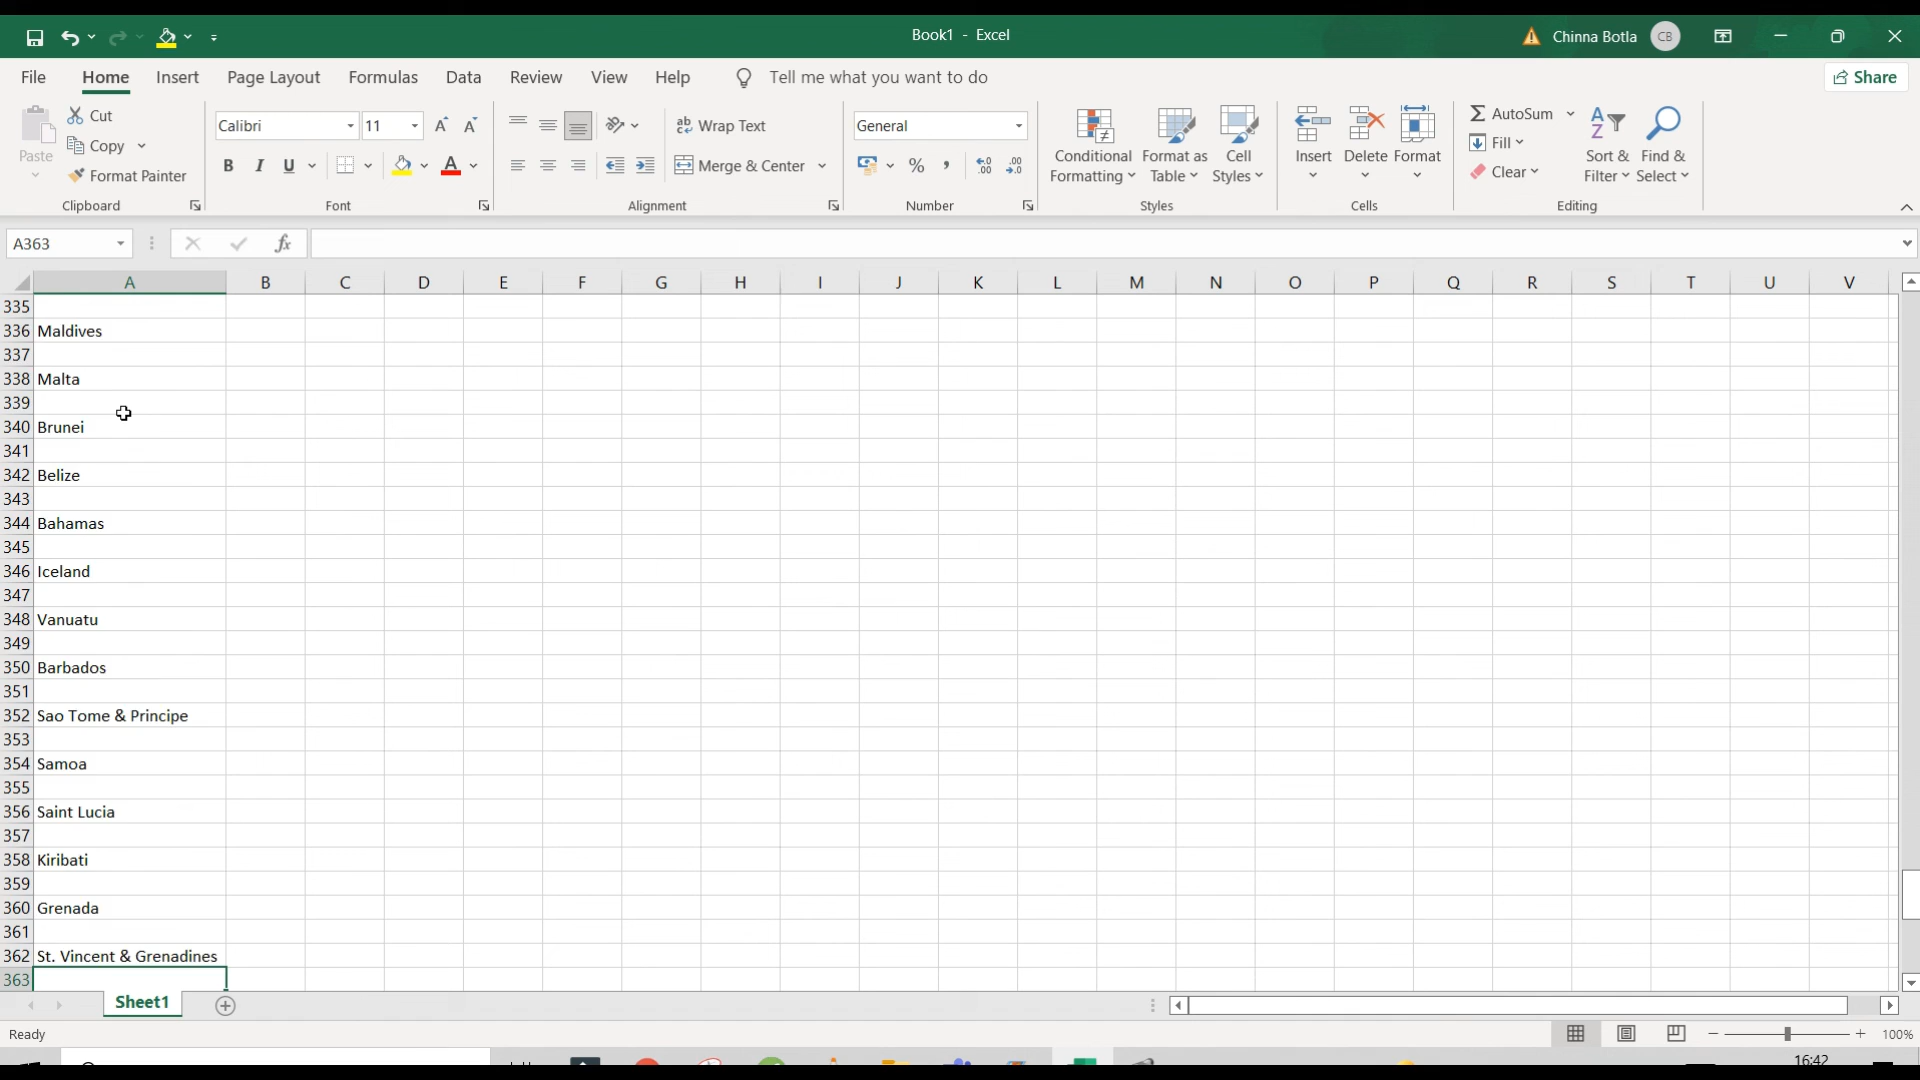 Book1 - Excel
Chinna Botla
CB
File Home Insert Page Layout Formulas Data Review View Help Tell me what you want to do
Share
Paste
Cut
Copy
Format Painter
Clipboard
Calibri 11
B I U
Font
Wrap Text
Merge & Center
Alignment
General
Number
Conditional Formatting
Format as Table
Cell Styles
Styles
Insert
Delete
Format
Cells
AutoSum
Fill
Clear
Sort & Filter
Find & Select
Editing
A363
A B C D E F G H I J K L M N O P Q R S T U V
335
336 Maldives
337
338 Malta
339
340 Brunei
341
342 Belize
343
344 Bahamas
345
346 Iceland
347
348 Vanuatu
349
350 Barbados
351
352 Sao Tome & Principe
353
354 Samoa
355
356 Saint Lucia
357
358 Kiribati
359
360 Grenada
361
362 St. Vincent & Grenadines
363
Sheet1
Ready
100%
16:42